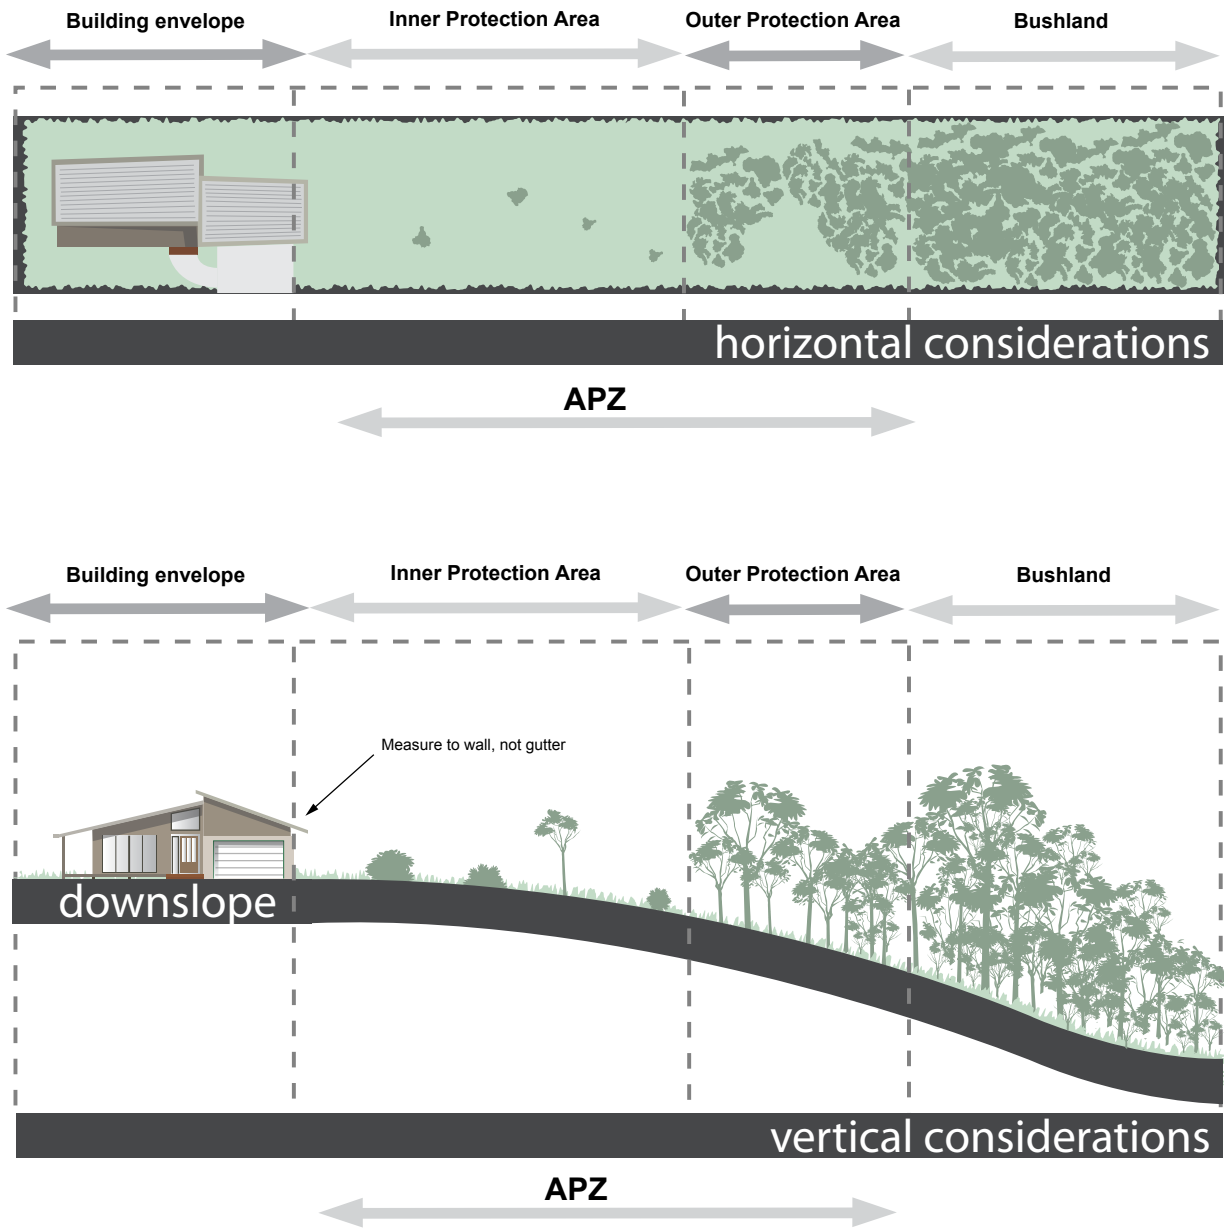 Building envelope
Inner Protection Area
Outer Protection Area
Bushland
horizontal considerations
APZ
Building envelope
Inner Protection Area
Outer Protection Area
Bushland
Measure to wall, not gutter
downslope
vertical considerations
APZ